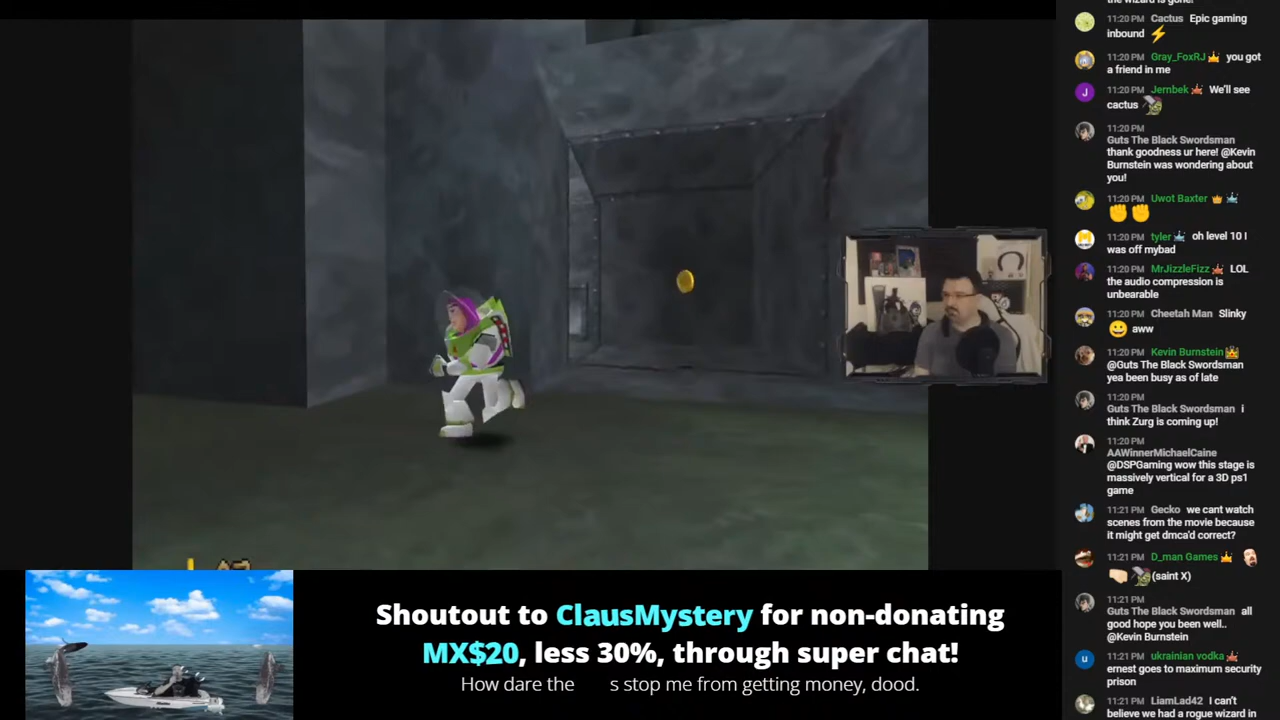 the wizard is gone!
11:20 PM Cactus Epic gaming
inbound ⚡
11:20 PM Gray_FoxRJ you got
a friend in me
J
11:20 PM Jernbek We'll see
cactus
11:20 PM
Guts The Black Swordsman
thank goodness ur here! @Kevin
Burnstein was wondering about
you!
11:20 PM Uwot Baxter
✊✊
11:20 PM tyler oh level 10 I
was off mybad
11:20 PM MrJizzleFizz LOL
the audio compression is
unbearable
11:20 PM Cheetah Man Slinky
😀 aww
11:20 PM Kevin Burnstein
@Guts The Black Swordsman
yea been busy as of late
11:20 PM
Guts The Black Swordsman i
think Zurg is coming up!
11:20 PM
AAWinnerMichaelCaine
@DSPGaming wow this stage is
massively vertical for a 3D ps1
game
11:21 PM Gecko we cant watch
scenes from the movie because
it might get dmca'd correct?
11:21 PM D_man Games
(saint X)
11:21 PM
Guts The Black Swordsman all
good hope you been well..
@Kevin Burnstein
u
11:21 PM ukrainian vodka
ernest goes to maximum security
prison
11:21 PM LiamLad42 I can't
believe we had a rogue wizard in
Shoutout to ClausMystery for non-donating
MX$20, less 30%, through super chat!
How dare the s stop me from getting money, dood.